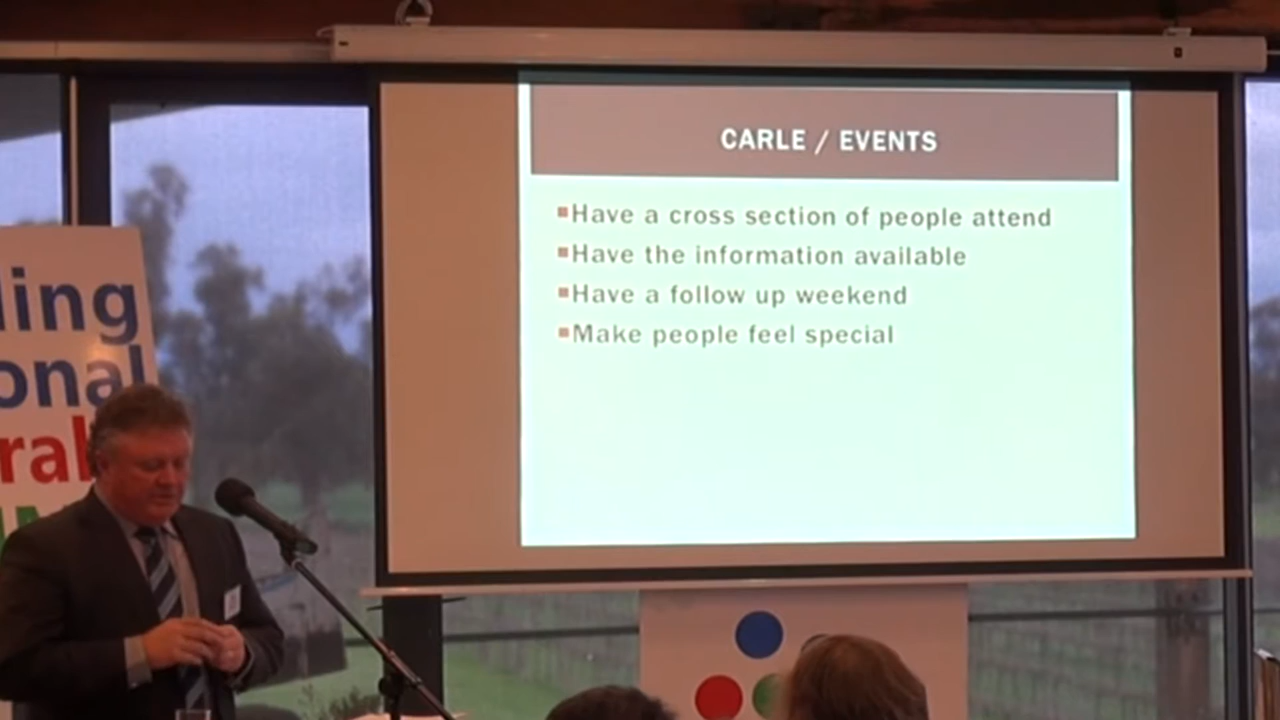 CARLE / EVENTS
Have a cross section of people attend
Have the information available
Have a follow up weekend
Make people feel special
ding
onal
ral